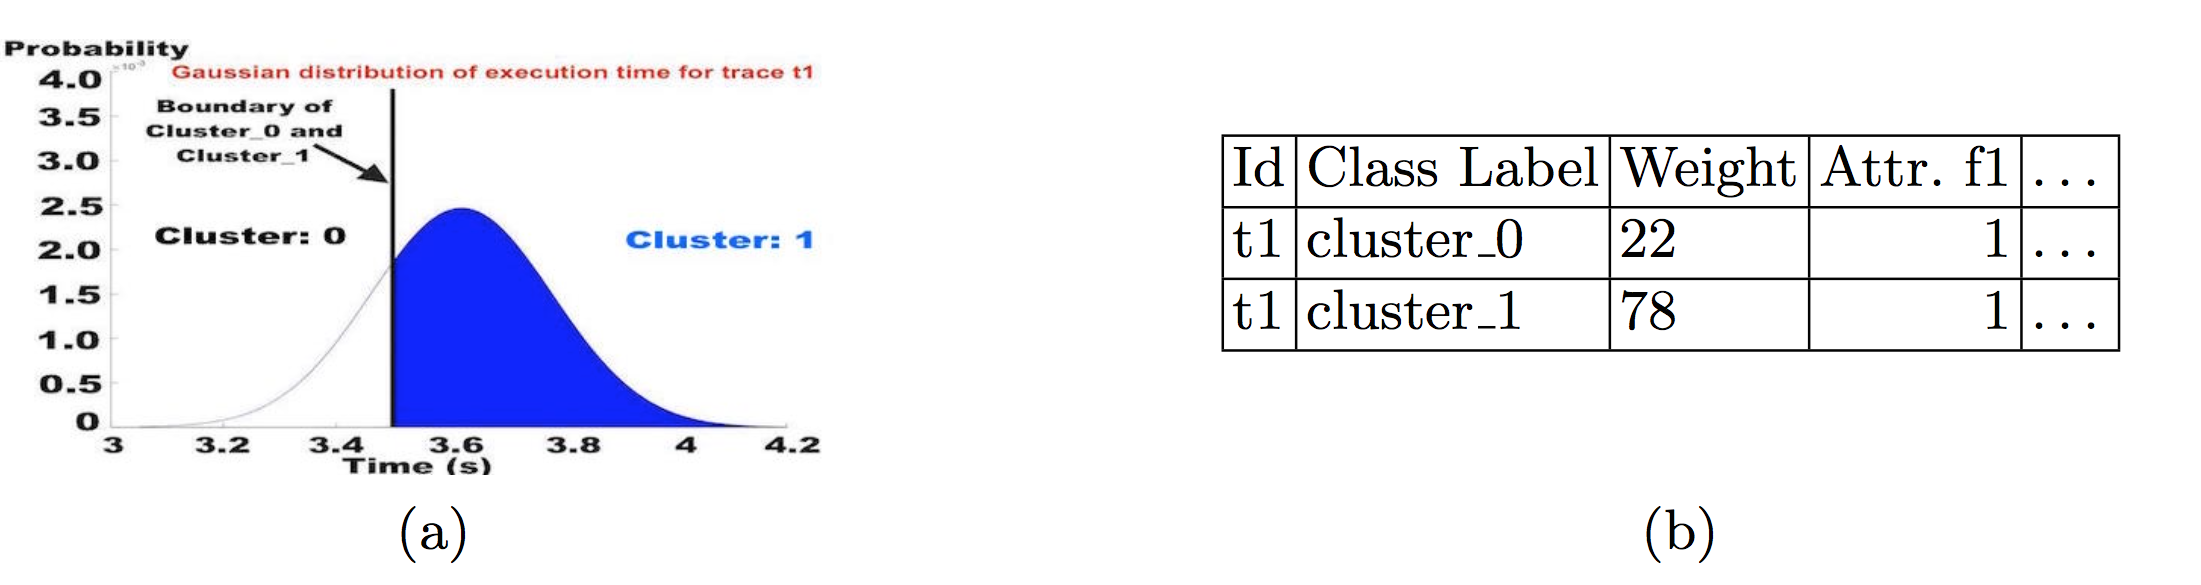 Probability
×10⁻³
Gaussian distribution of execution time for trace t1
4.0
3.5
3.0
2.5
2.0
1.5
1.0
0.5
0
Boundary of
Cluster_0 and
Cluster_1
Cluster: 0
Cluster: 1
3 3.2 3.4 3.6 3.8 4 4.2
Time (s)
(a)
Id Class Label Weight Attr. f1 ...
t1 cluster_0 22 1 ...
t1 cluster_1 78 1 ...
(b)